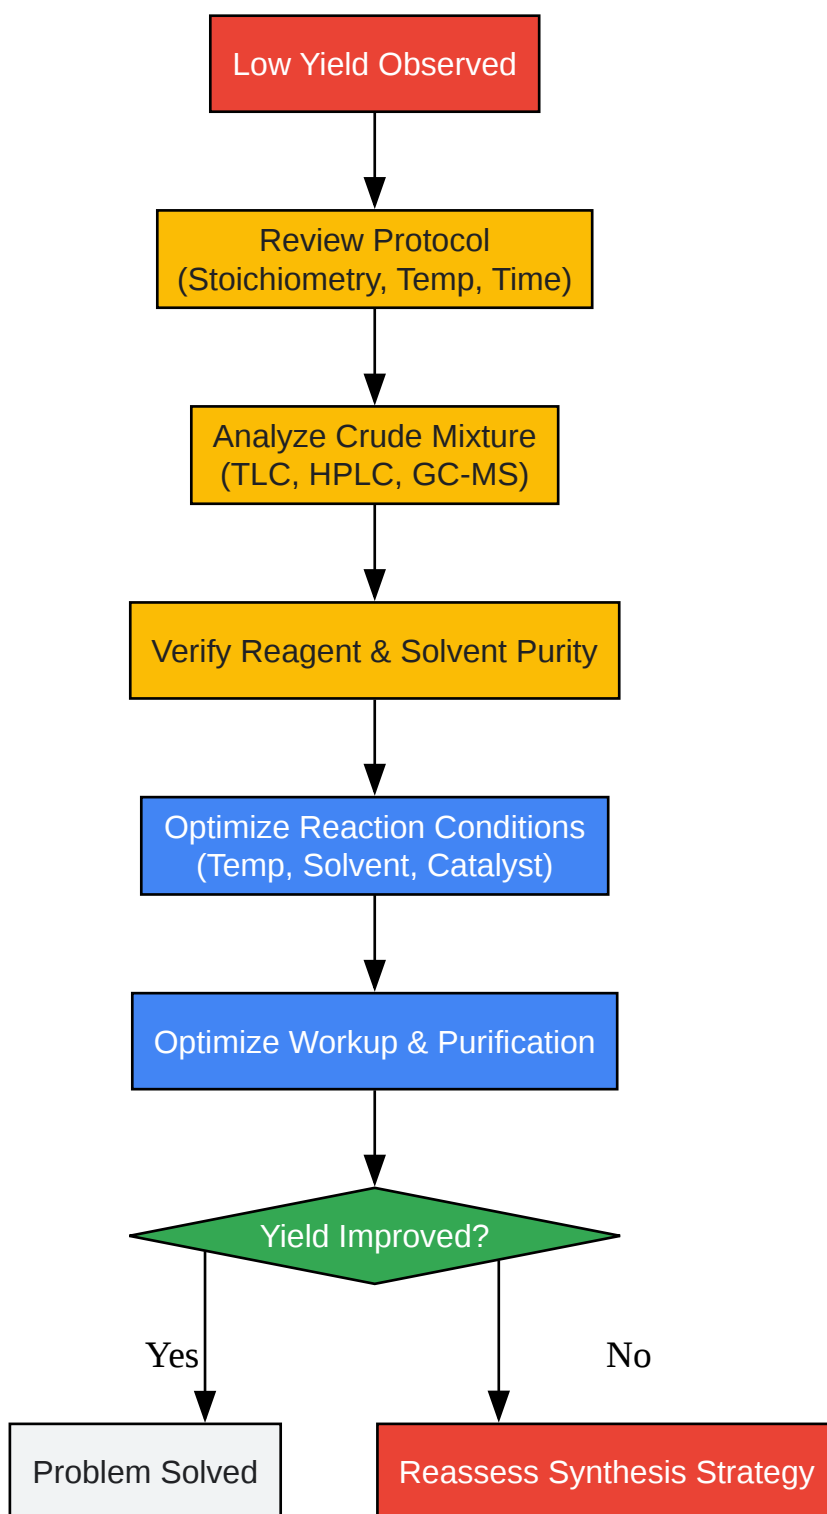 Low Yield Observed
Review Protocol
(Stoichiometry, Temp, Time)
Analyze Crude Mixture
(TLC, HPLC, GC-MS)
Verify Reagent & Solvent Purity
Optimize Reaction Conditions
(Temp, Solvent, Catalyst)
Optimize Workup & Purification
Yield Improved?
Yes
No
Problem Solved
Reassess Synthesis Strategy